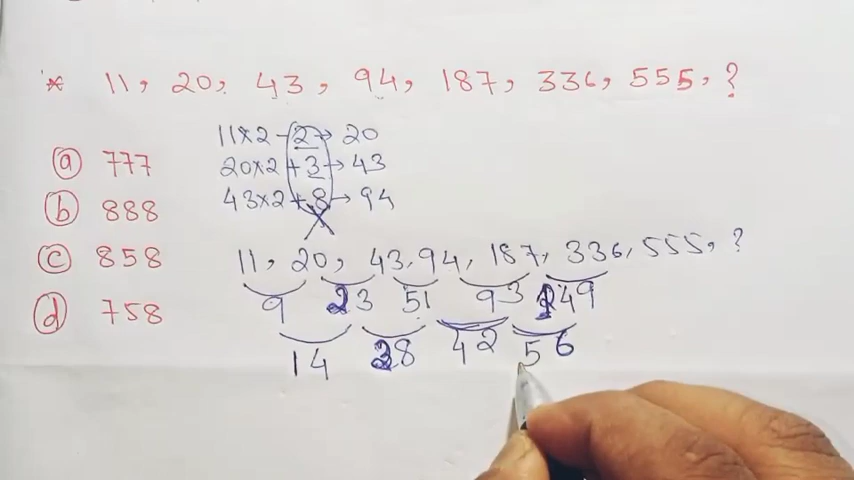 * 11, 20, 43, 94, 187, 336, 555, ?
11×2 - 2 → 20
ⓐ 777
20×2 + 3 → 43
ⓑ 888
43×2 + 8 → 94
ⓒ 858
11, 20, 43, 94, 187, 336, 555, ?
9 23 51 93 149
ⓓ 758
14 28 42 56